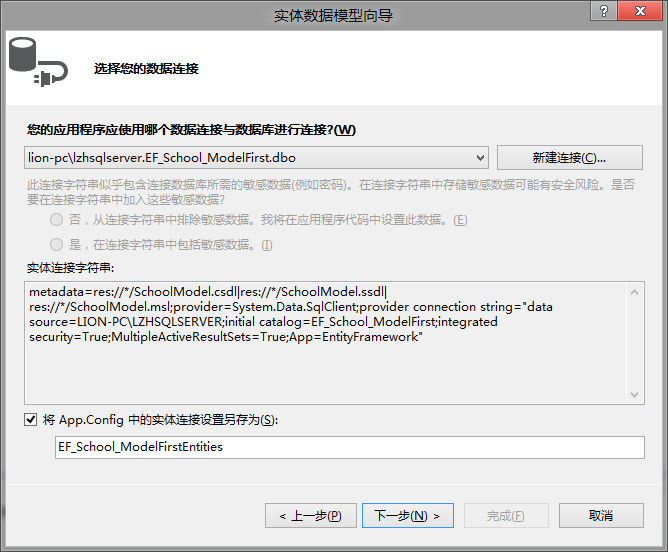 实体数据模型向导
?
选择您的数据连接
您的应用程序应使用哪个数据连接与数据库进行连接?(W)
lion-pc\lzhsqlserver.EF_School_ModelFirst.dbo
新建连接(C)...
此连接字符串似乎包含连接数据库所需的敏感数据(例如密码)。在连接字符串中存储敏感数据可能有安全风险。是否
要在连接字符串中加入这些敏感数据?
否，从连接字符串中排除敏感数据。我将在应用程序代码中设置此数据。(E)
是，在连接字符串中包括敏感数据。(I)
实体连接字符串:
metadata=res://*/SchoolModel.csdl|res://*/SchoolModel.ssdl|
res://*/SchoolModel.msl;provider=System.Data.SqlClient;provider connection string="data
source=LION-PC\LZHSQLSERVER;initial catalog=EF_School_ModelFirst;integrated
security=True;MultipleActiveResultSets=True;App=EntityFramework"
将 App.Config 中的实体连接设置另存为(S):
EF_School_ModelFirstEntities
< 上一步(P)
下一步(N) >
完成(F)
取消